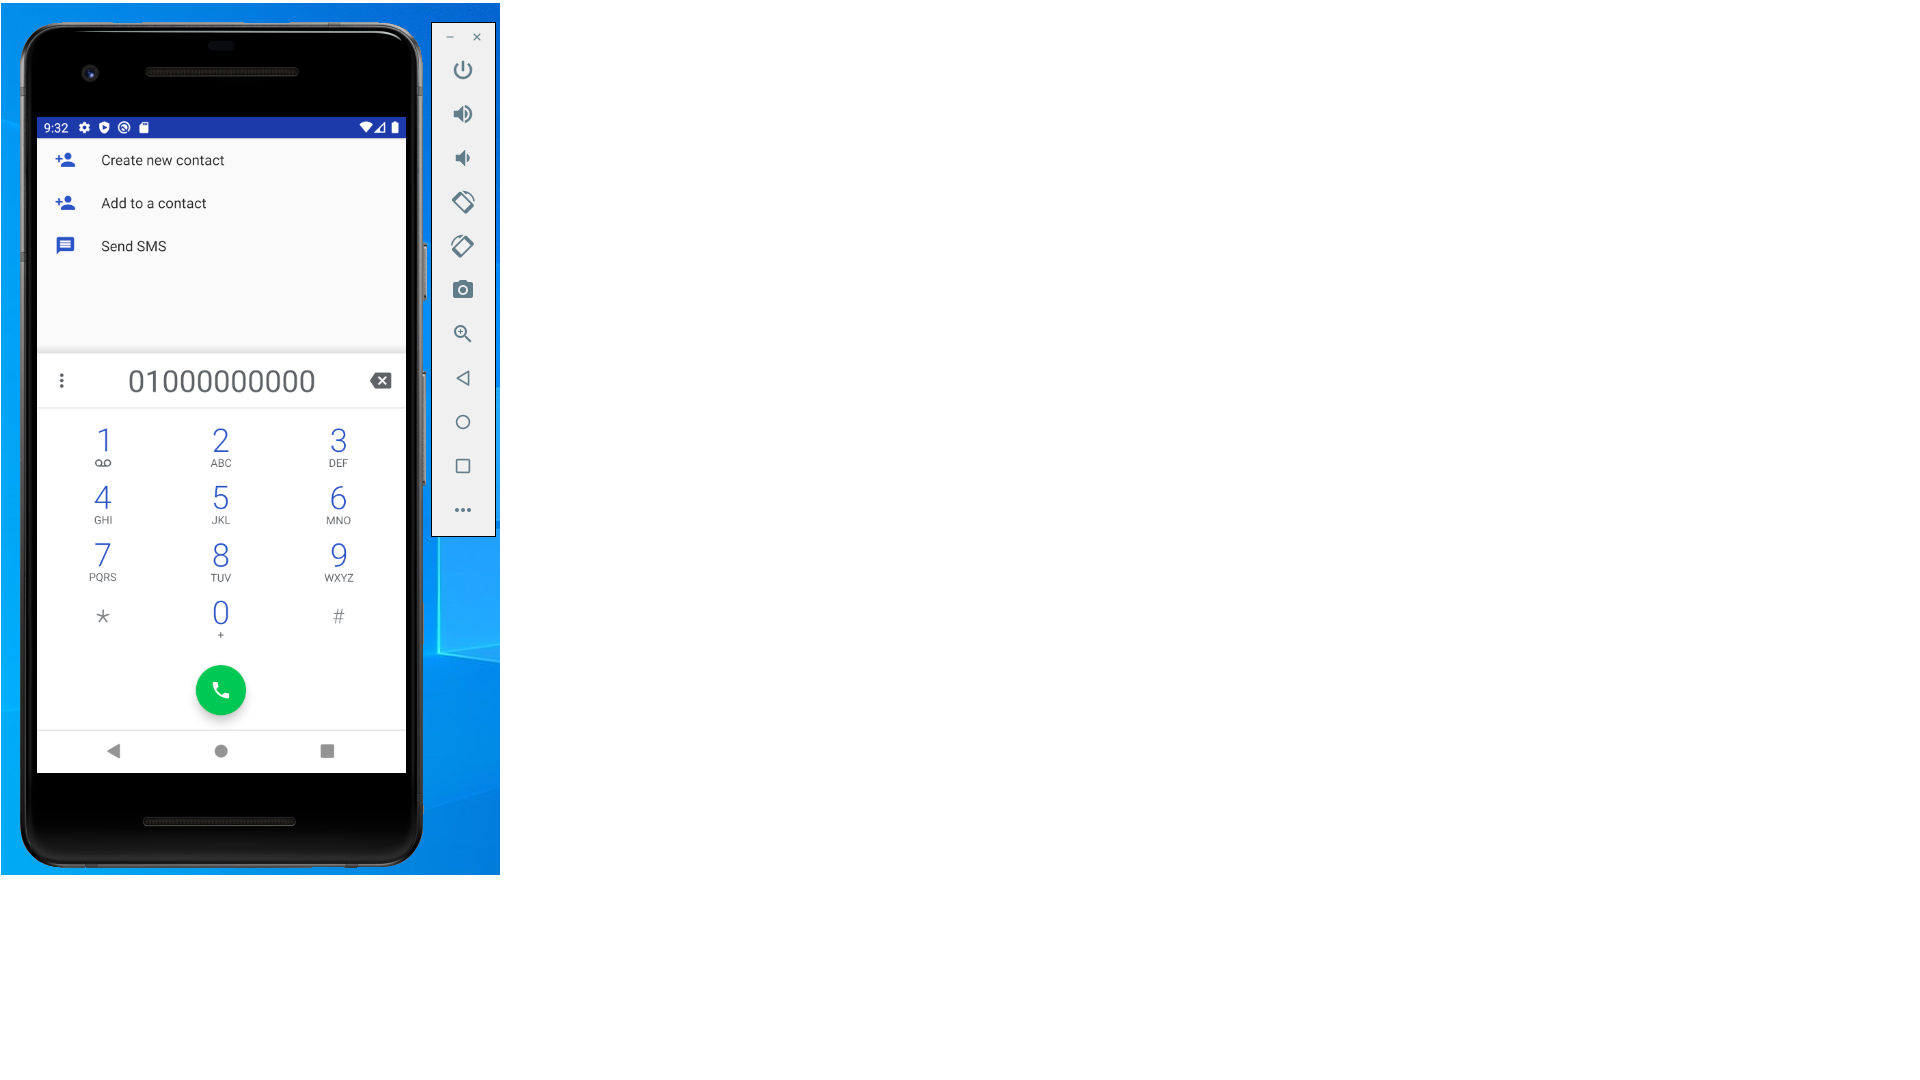 9:32
Create new contact
Add to a contact
Send SMS
01000000000
1 2 3
ABC DEF
4 5 6
GHI JKL MNO
7 8 9
PQRS TUV WXYZ
* 0 #
+